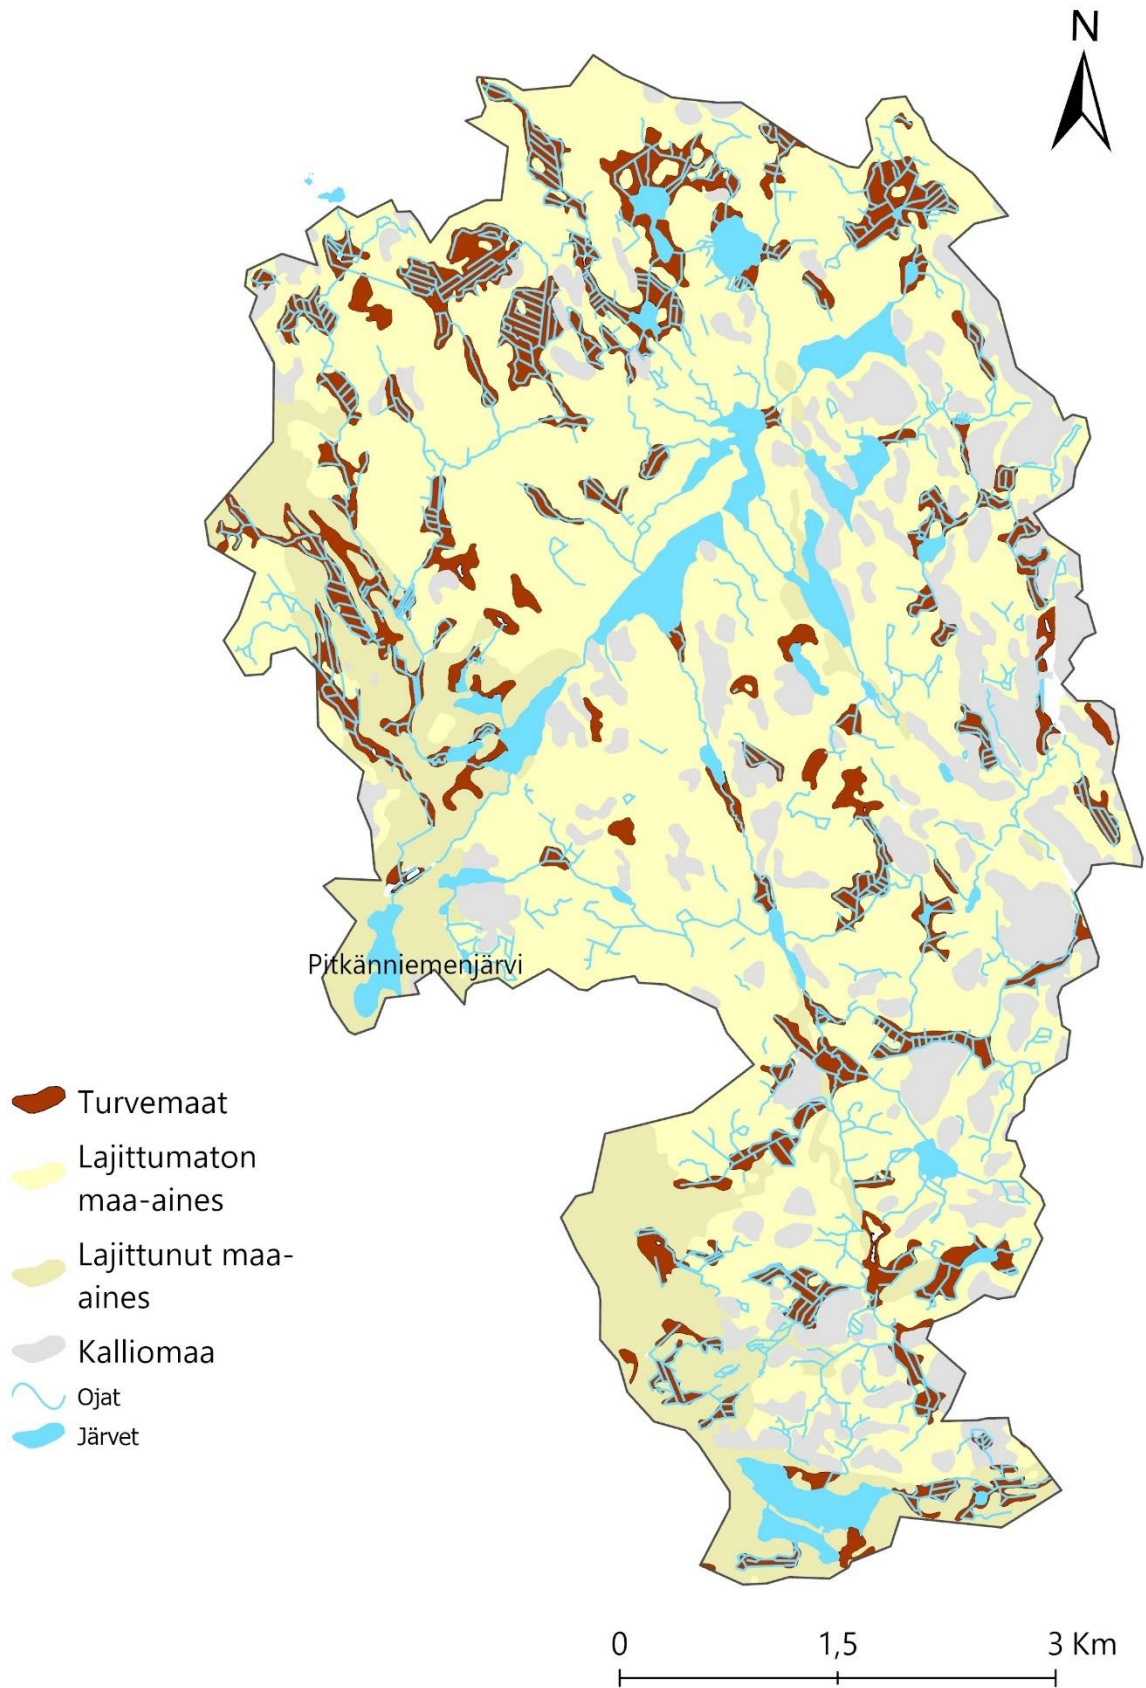 N
Pitkänniemenjärvi
Turvemaat
Lajittumaton
maa-aines
Lajittunut maa-
aines
Kalliomaa
Ojat
Järvet
0 1,5 3 Km